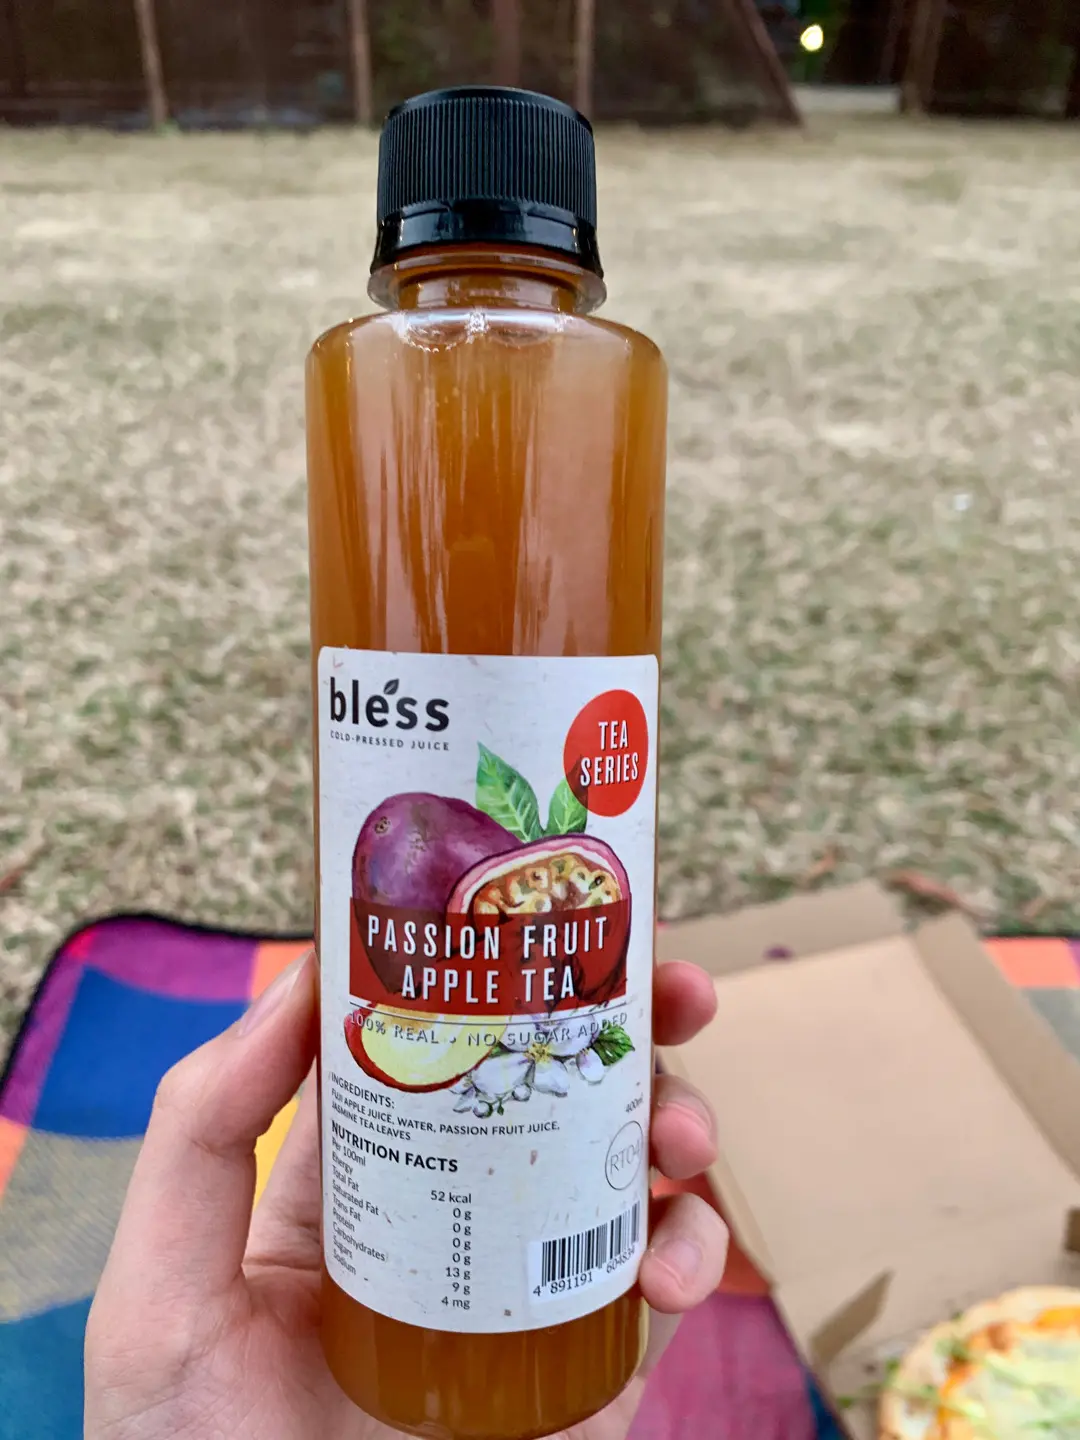 bless
COLD-PRESSED JUICE
TEA
SERIES
PASSION FRUIT
APPLE TEA
100% REAL • NO SUGAR ADDED
INGREDIENTS:
FUJI APPLE JUICE, WATER, PASSION FRUIT JUICE,
JASMINE TEA LEAVES
400ml
NUTRITION FACTS
Per 100ml
Energy 52 kcal
Total Fat 0 g
Saturated Fat 0 g
Trans Fat 0 g
Protein 0 g
Carbohydrates 13 g
Sugars 9 g
Sodium 4 mg
RT04
4 891191 604834